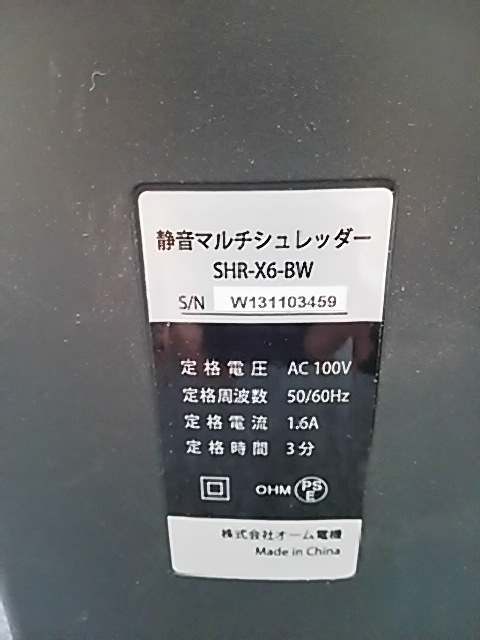 静音マルチシュレッダー
SHR-X6-BW
S/N W131103459
定格電圧 AC 100V
定格周波数 50/60Hz
定格電流 1.6A
定格時間 3分
OHM PSE
株式会社オーム電機
Made in China